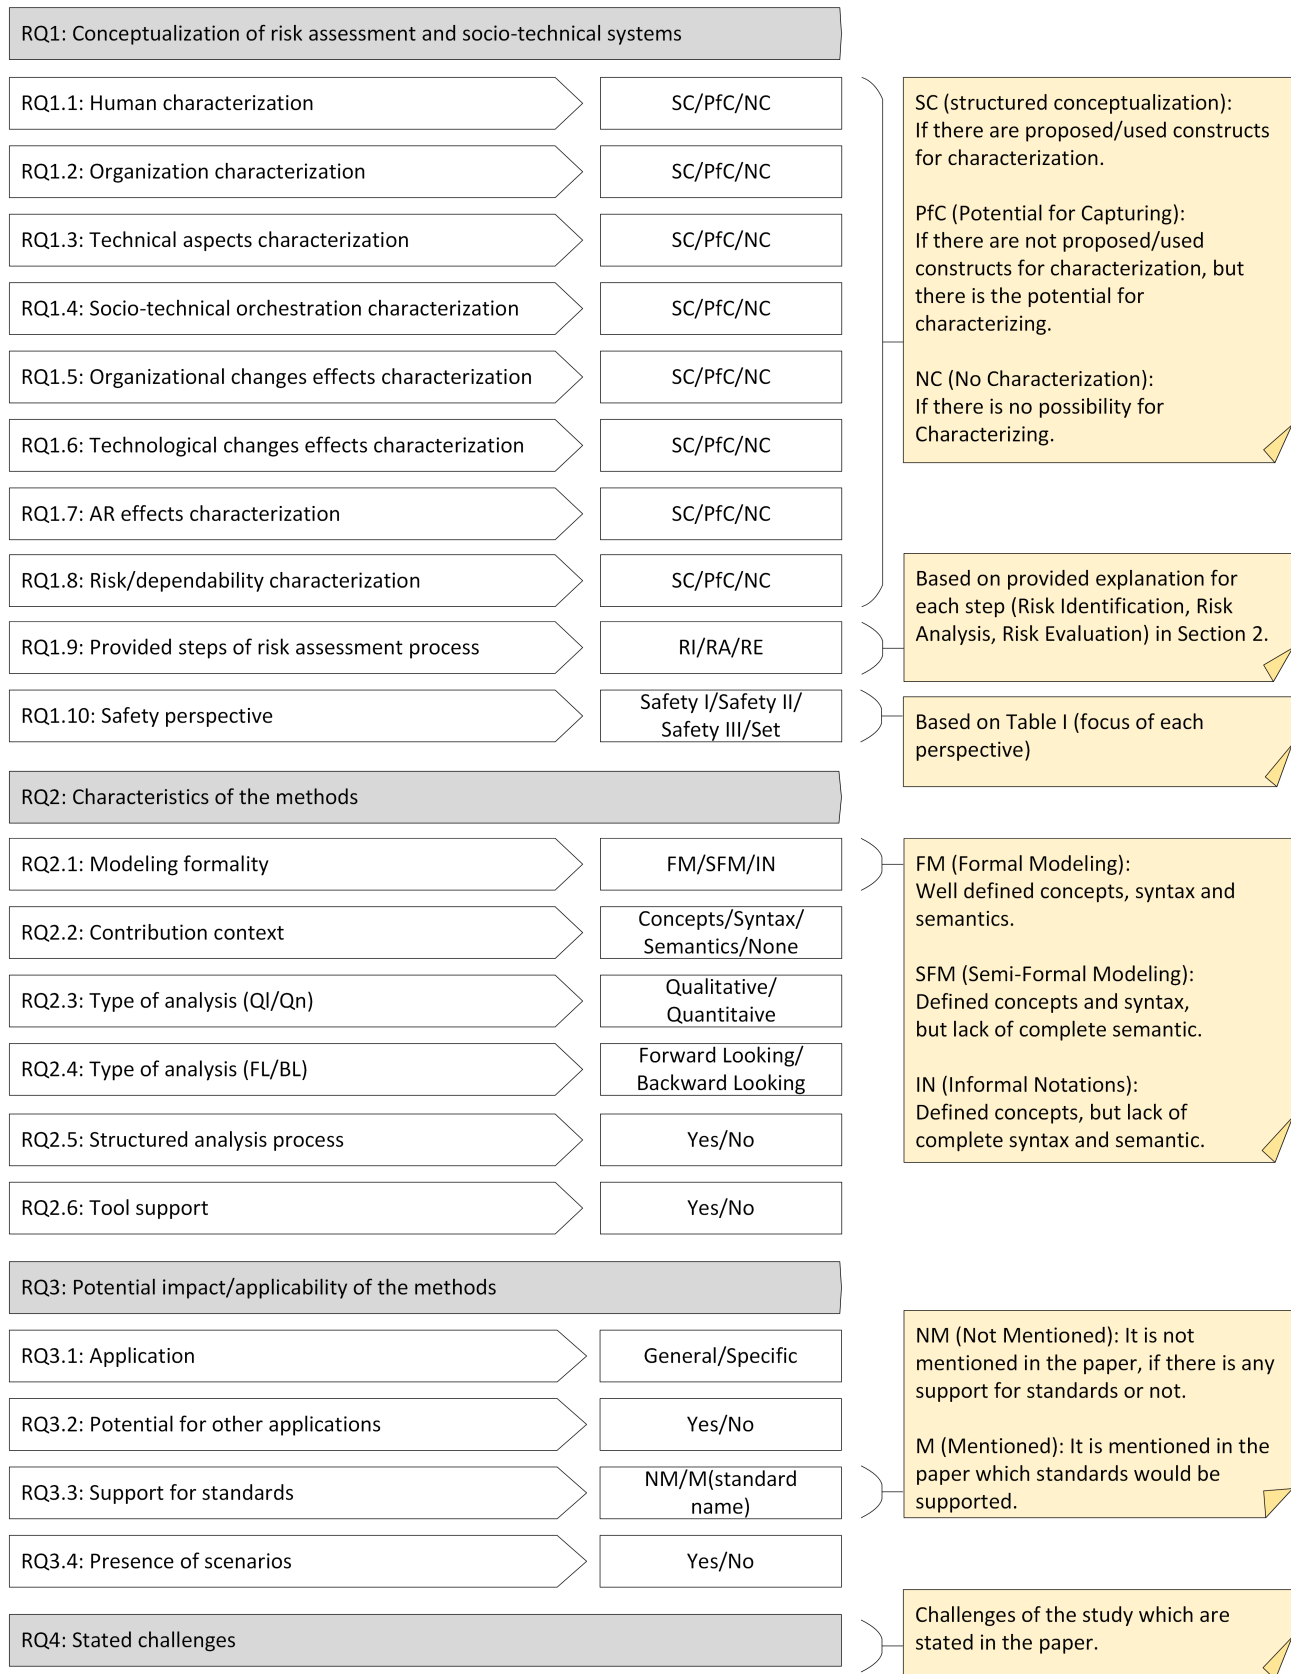 RQ1: Conceptualization of risk assessment and socio-technical systems
RQ1.1: Human characterization
SC/PfC/NC
RQ1.2: Organization characterization
SC/PfC/NC
RQ1.3: Technical aspects characterization
SC/PfC/NC
RQ1.4: Socio-technical orchestration characterization
SC/PfC/NC
RQ1.5: Organizational changes effects characterization
SC/PfC/NC
RQ1.6: Technological changes effects characterization
SC/PfC/NC
RQ1.7: AR effects characterization
SC/PfC/NC
RQ1.8: Risk/dependability characterization
SC/PfC/NC
SC (structured conceptualization):
If there are proposed/used constructs
for characterization.
PfC (Potential for Capturing):
If there are not proposed/used
constructs for characterization, but
there is the potential for
characterizing.
NC (No Characterization):
If there is no possibility for
Characterizing.
RQ1.9: Provided steps of risk assessment process
RI/RA/RE
Based on provided explanation for
each step (Risk Identification, Risk
Analysis, Risk Evaluation) in Section 2.
RQ1.10: Safety perspective
Safety I/Safety II/
Safety III/Set
Based on Table I (focus of each
perspective)
RQ2: Characteristics of the methods
RQ2.1: Modeling formality
FM/SFM/IN
FM (Formal Modeling):
Well defined concepts, syntax and
semantics.
SFM (Semi-Formal Modeling):
Defined concepts and syntax,
but lack of complete semantic.
IN (Informal Notations):
Defined concepts, but lack of
complete syntax and semantic.
RQ2.2: Contribution context
Concepts/Syntax/
Semantics/None
RQ2.3: Type of analysis (Ql/Qn)
Qualitative/
Quantitaive
RQ2.4: Type of analysis (FL/BL)
Forward Looking/
Backward Looking
RQ2.5: Structured analysis process
Yes/No
RQ2.6: Tool support
Yes/No
RQ3: Potential impact/applicability of the methods
RQ3.1: Application
General/Specific
RQ3.2: Potential for other applications
Yes/No
RQ3.3: Support for standards
NM/M(standard
name)
NM (Not Mentioned): It is not
mentioned in the paper, if there is any
support for standards or not.
M (Mentioned): It is mentioned in the
paper which standards would be
supported.
RQ3.4: Presence of scenarios
Yes/No
RQ4: Stated challenges
Challenges of the study which are
stated in the paper.